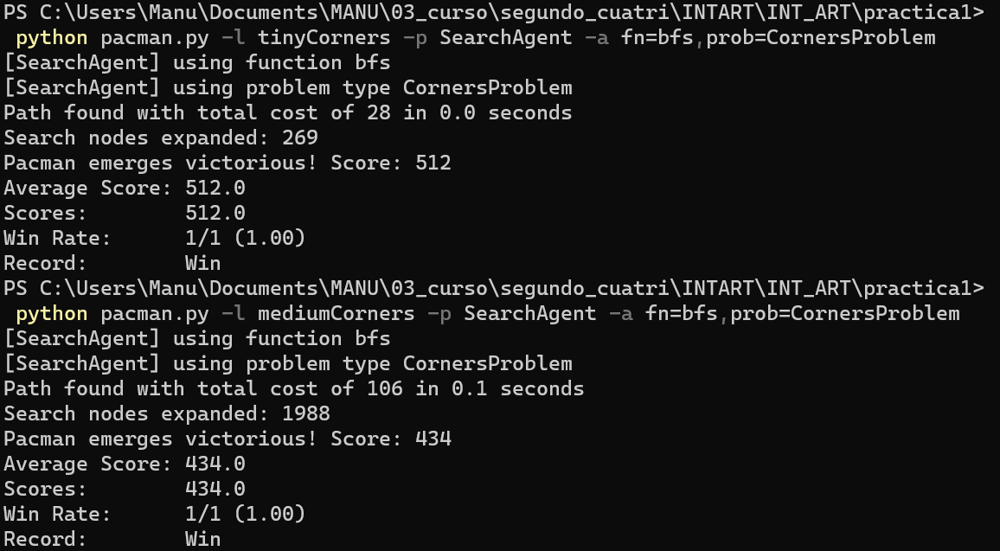 PS C:\Users\Manu\Documents\MANU\03_curso\segundo_cuatri\INTART\INT_ART\practica1>
python pacman.py -l tinyCorners -p SearchAgent -a fn=bfs,prob=CornersProblem
[SearchAgent] using function bfs
[SearchAgent] using problem type CornersProblem
Path found with total cost of 28 in 0.0 seconds
Search nodes expanded: 269
Pacman emerges victorious! Score: 512
Average Score: 512.0
Scores:        512.0
Win Rate:      1/1 (1.00)
Record:        Win
PS C:\Users\Manu\Documents\MANU\03_curso\segundo_cuatri\INTART\INT_ART\practica1>
python pacman.py -l mediumCorners -p SearchAgent -a fn=bfs,prob=CornersProblem
[SearchAgent] using function bfs
[SearchAgent] using problem type CornersProblem
Path found with total cost of 106 in 0.1 seconds
Search nodes expanded: 1988
Pacman emerges victorious! Score: 434
Average Score: 434.0
Scores:        434.0
Win Rate:      1/1 (1.00)
Record:        Win